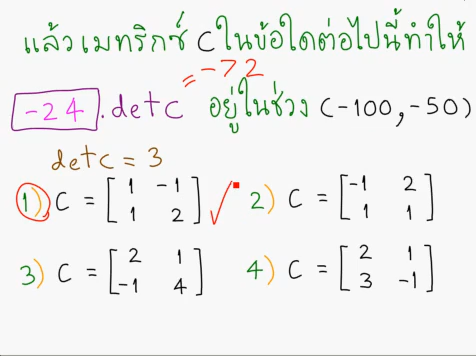 แล้วเมทริกซ์ C ในข้อใดต่อไปนี้ทำให้
= -72
-24 . det C อยู่ในช่วง (-100, -50)
det C = 3
1) C = [1 -1 ✓ 2) C = [-1 2
1 2] 1 1]
3) C = [2 1 4) C = [2 1
-1 4] 3 -1]